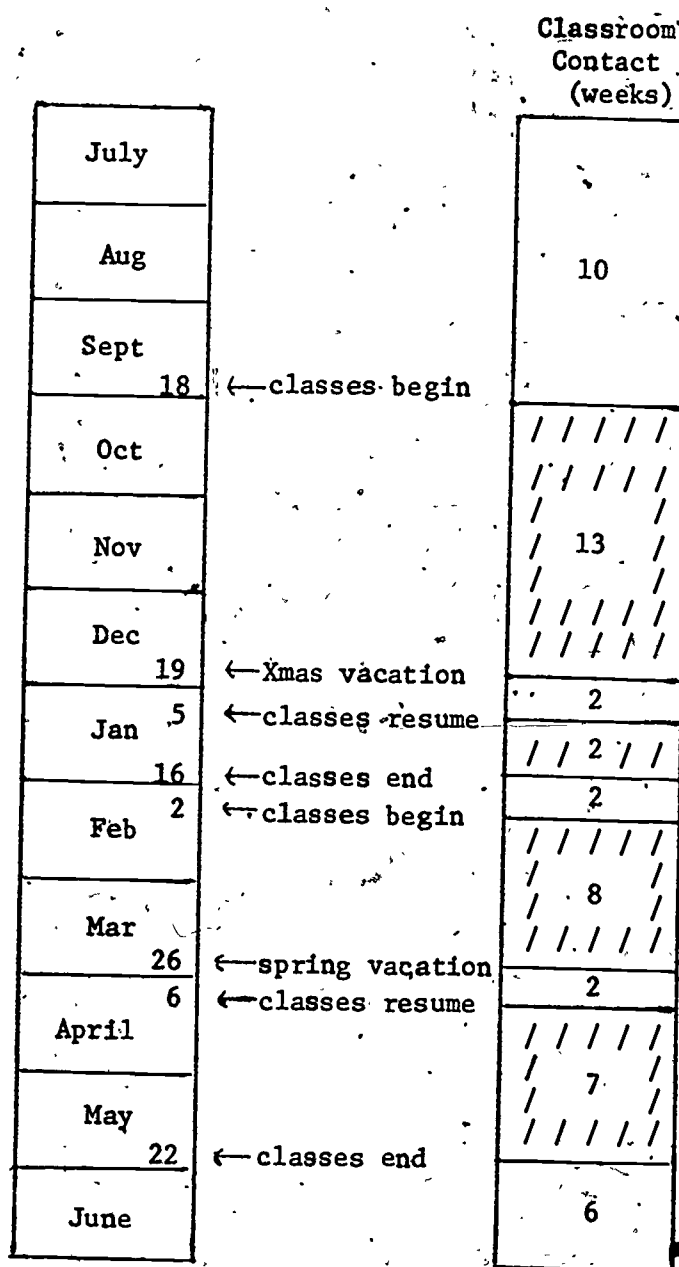 Classroom
Contact
(weeks)
July
Aug
10
Sept
18 ←classes begin
Oct
Nov
13
Dec
19 ←Xmas vacation
2
5 ←classes resume
Jan
2
16 ←classes end
2
2 ←classes begin
Feb
8
Mar
26 ←spring vacation
2
6 ←classes resume
April
7
May
22 ←classes end
June
6